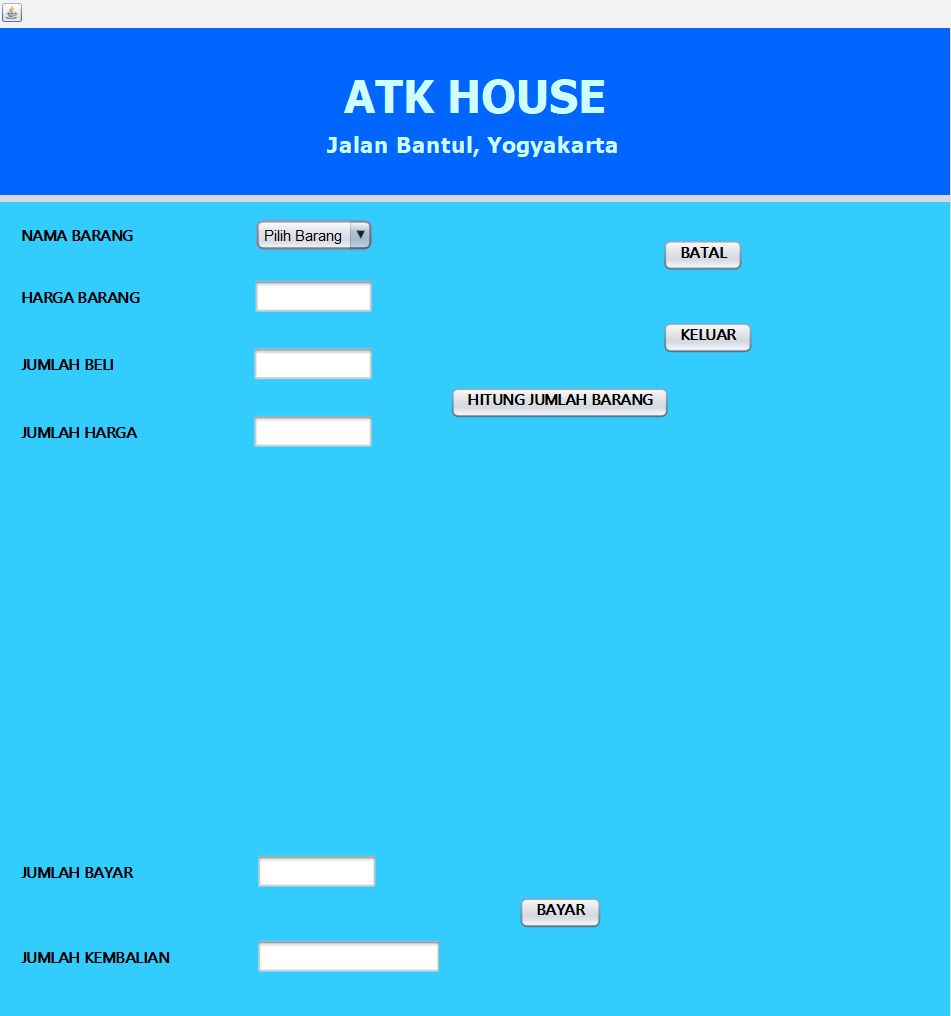 ATK HOUSE
Jalan Bantul, Yogyakarta
NAMA BARANG
Pilih Barang
BATAL
HARGA BARANG
KELUAR
JUMLAH BELI
HITUNG JUMLAH BARANG
JUMLAH HARGA
JUMLAH BAYAR
BAYAR
JUMLAH KEMBALIAN